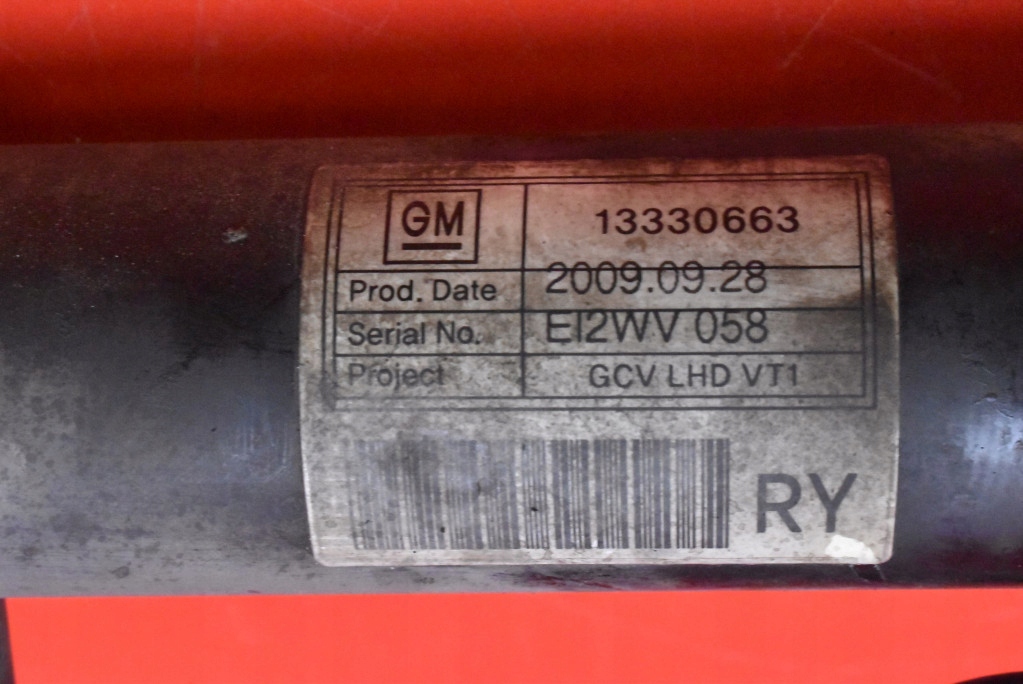 GM 13330663
Prod. Date 2009.09.28
Serial No. EI2WV 058
Project GCV LHD VT1
RY